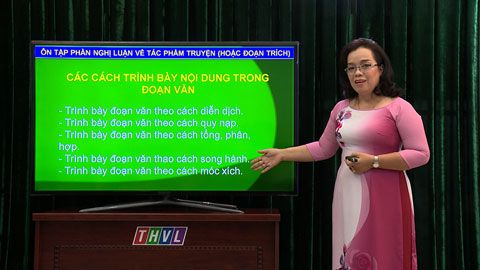 ÔN TẬP PHẦN NGHỊ LUẬN VỀ TÁC PHẨM TRUYỆN (HOẶC ĐOẠN TRÍCH)
CÁC CÁCH TRÌNH BÀY NỘI DUNG TRONG
ĐOẠN VĂN
- Trình bày đoạn văn theo cách diễn dịch.
- Trình bày đoạn văn theo cách quy nạp.
- Trình bày đoạn văn theo cách tổng, phân,
hợp.
- Trình bày đoạn văn thao cách song hành.
- Trình bày đoạn văn theo cách móc xích.
THVL